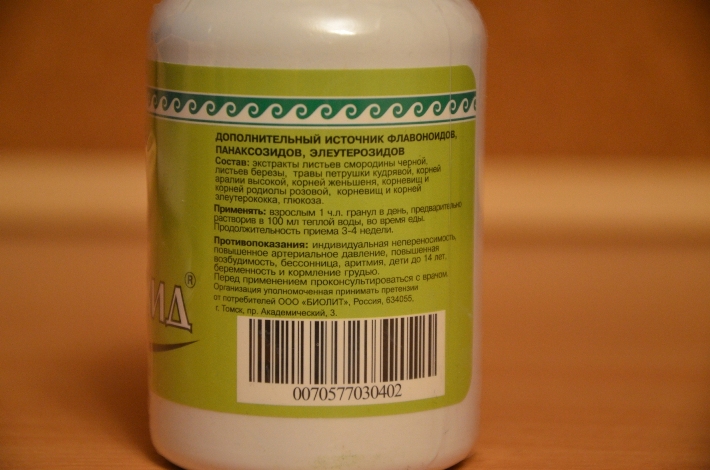 ДОПОЛНИТЕЛЬНЫЙ ИСТОЧНИК ФЛАВОНОИДОВ,
ПАНАКСОЗИДОВ, ЭЛЕУТЕРОЗИДОВ
Состав: экстракты листьев смородины черной,
листьев березы, травы петрушки кудрявой, корней
аралии высокой, корней женьшеня, корневищ и
корней родиолы розовой, корневищ и корней
элеутерококка, глюкоза.
Применять: взрослым 1 ч.л. гранул в день, предварительно
растворив в 100 мл теплой воды, во время еды.
Продолжительность приема 3-4 недели.
Противопоказания: индивидуальная непереносимость,
повышенное артериальное давление, повышенная
возбудимость, бессонница, аритмия, дети до 14 лет,
беременность и кормление грудью.
Перед применением проконсультироваться с врачом.
Организация уполномоченная принимать претензии
от потребителей ООО «БИОЛИТ», Россия, 634055,
г. Томск, пр. Академический, 3.
ИД®
0070577030402